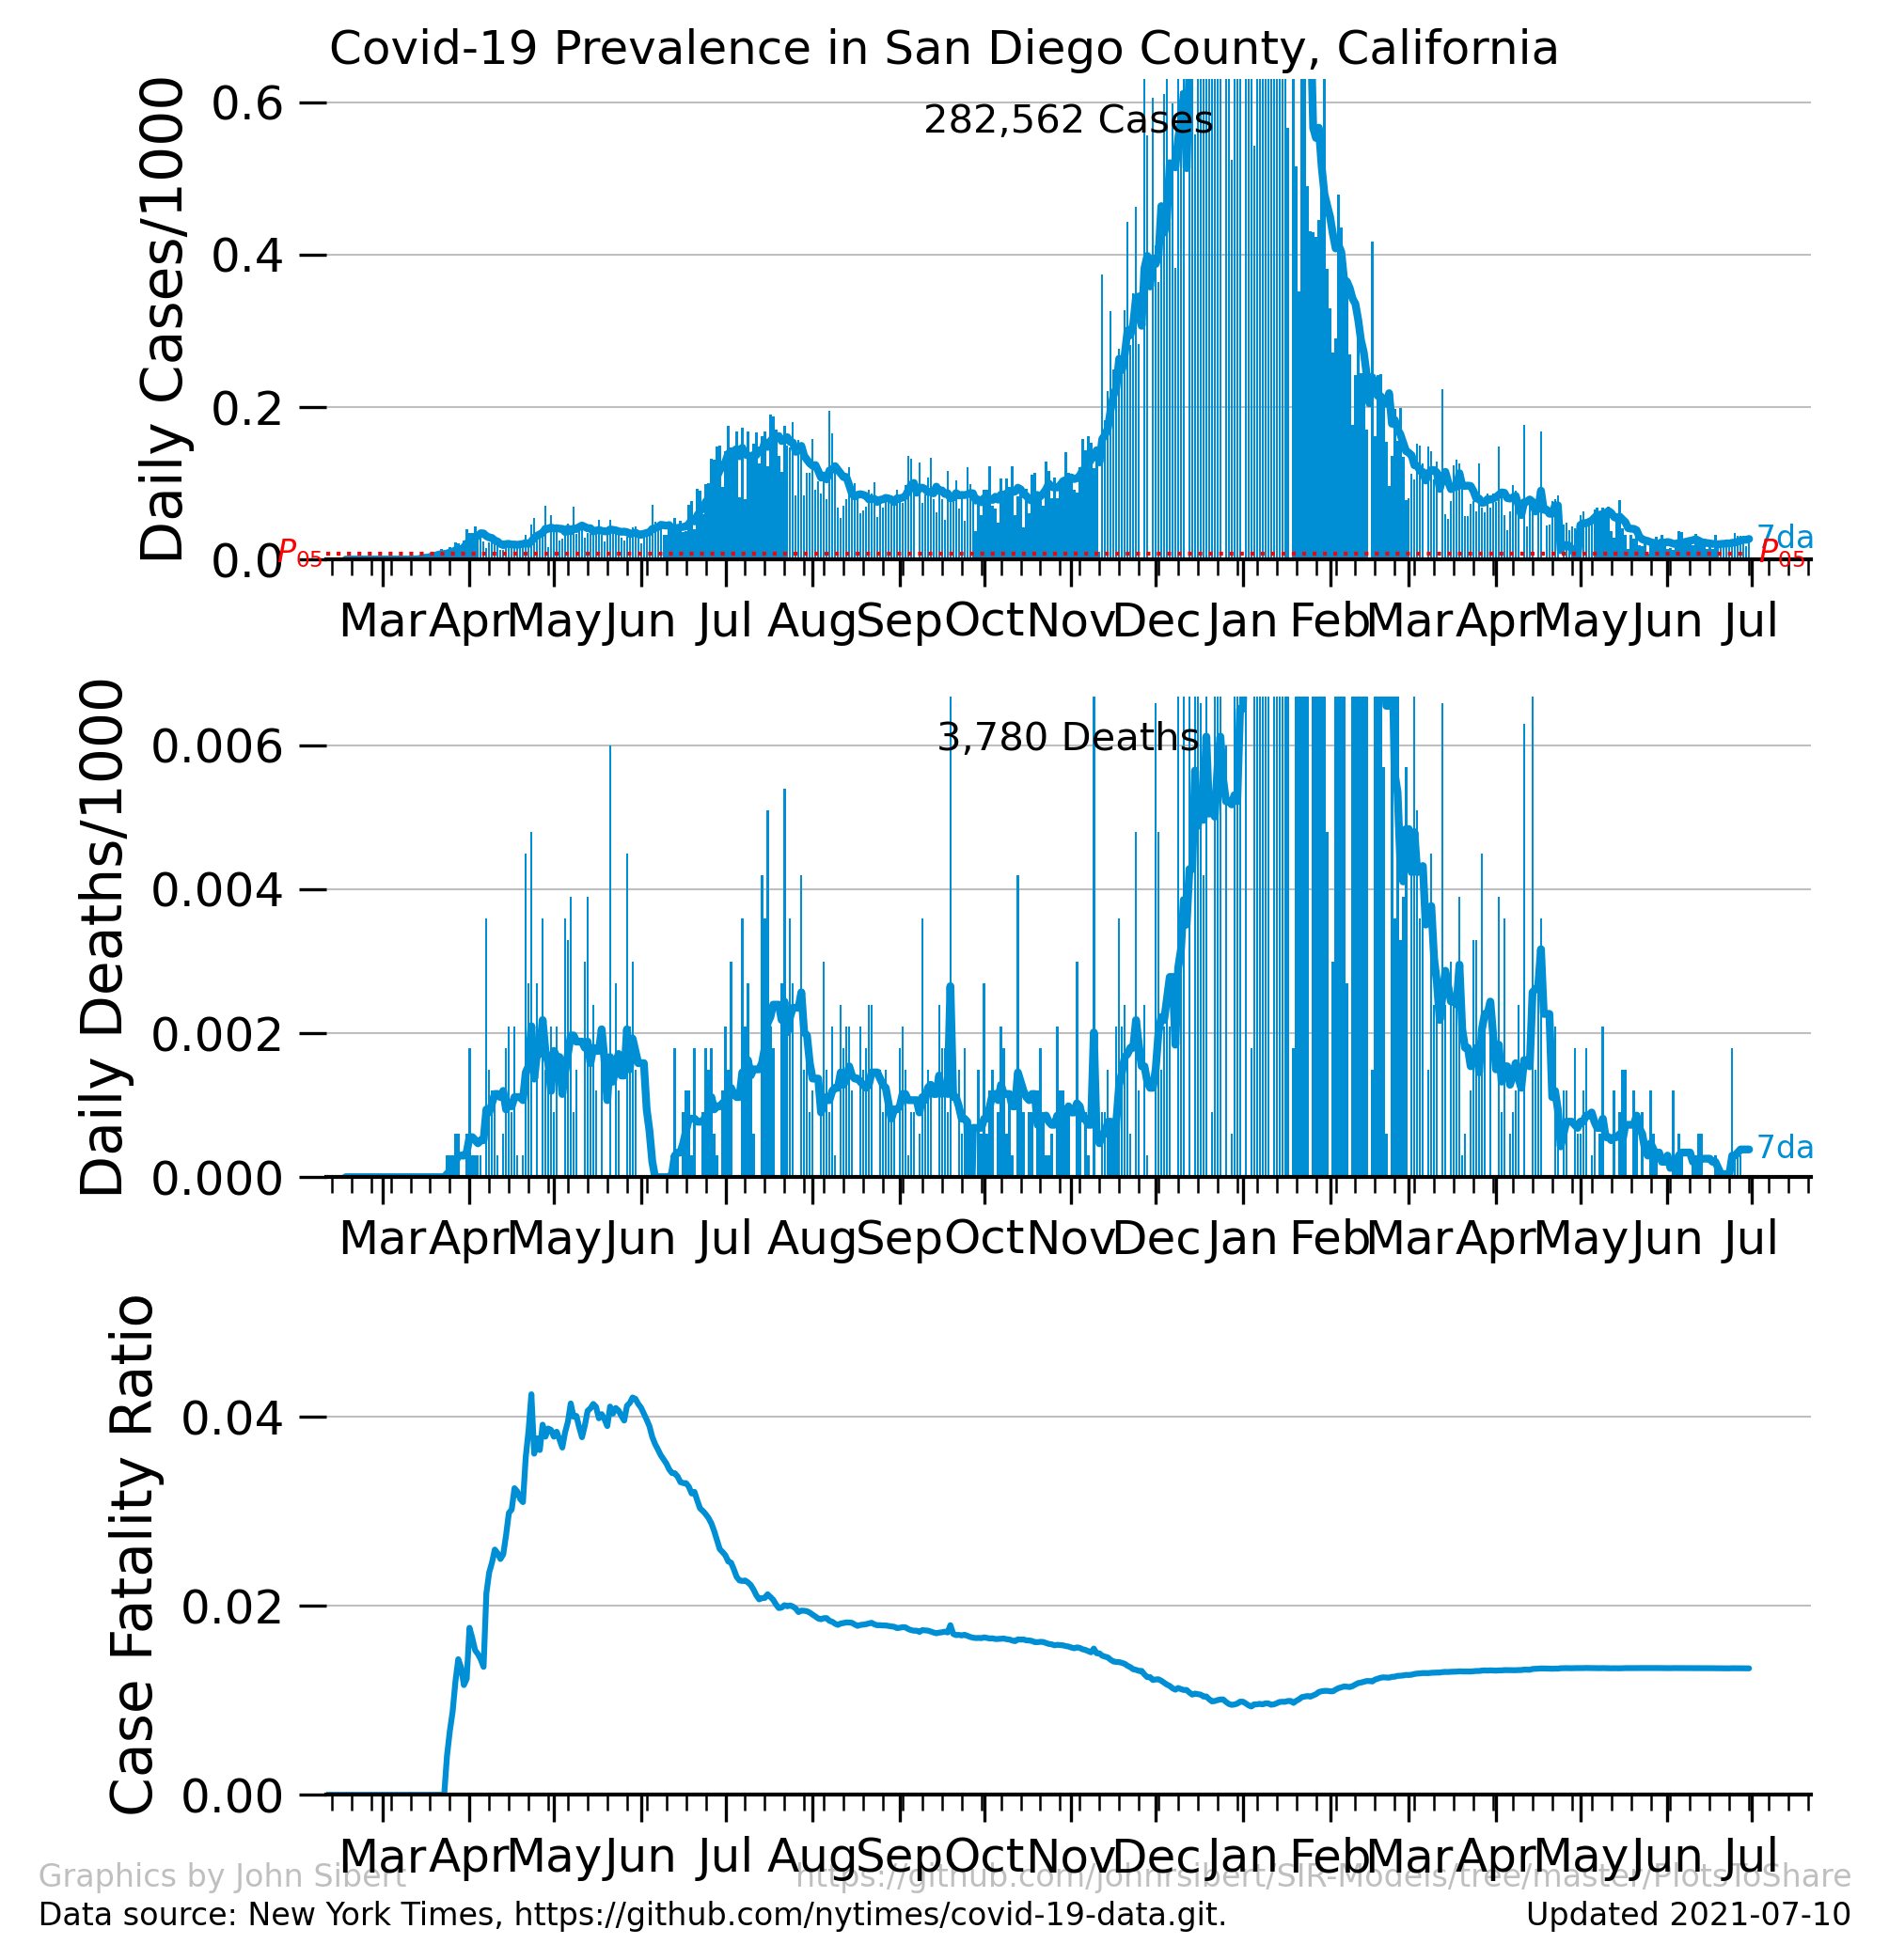 Covid-19 Prevalence in San Diego County, California
Daily Cases/1000
0.6
0.4
0.2
0.0
282,562 Cases
P05
7da
P05
Mar Apr May Jun Jul Aug Sep Oct Nov Dec Jan Feb Mar Apr May Jun Jul
Daily Deaths/1000
0.006
0.004
0.002
0.000
3,780 Deaths
7da
Mar Apr May Jun Jul Aug Sep Oct Nov Dec Jan Feb Mar Apr May Jun Jul
Case Fatality Ratio
0.04
0.02
0.00
Mar Apr May Jun Jul Aug Sep Oct Nov Dec Jan Feb Mar Apr May Jun Jul
Graphics by John Sibert https://github.com/johnrsibert/SIR-Models/tree/master/PlotsToShare
Data source: New York Times, https://github.com/nytimes/covid-19-data.git. Updated 2021-07-10